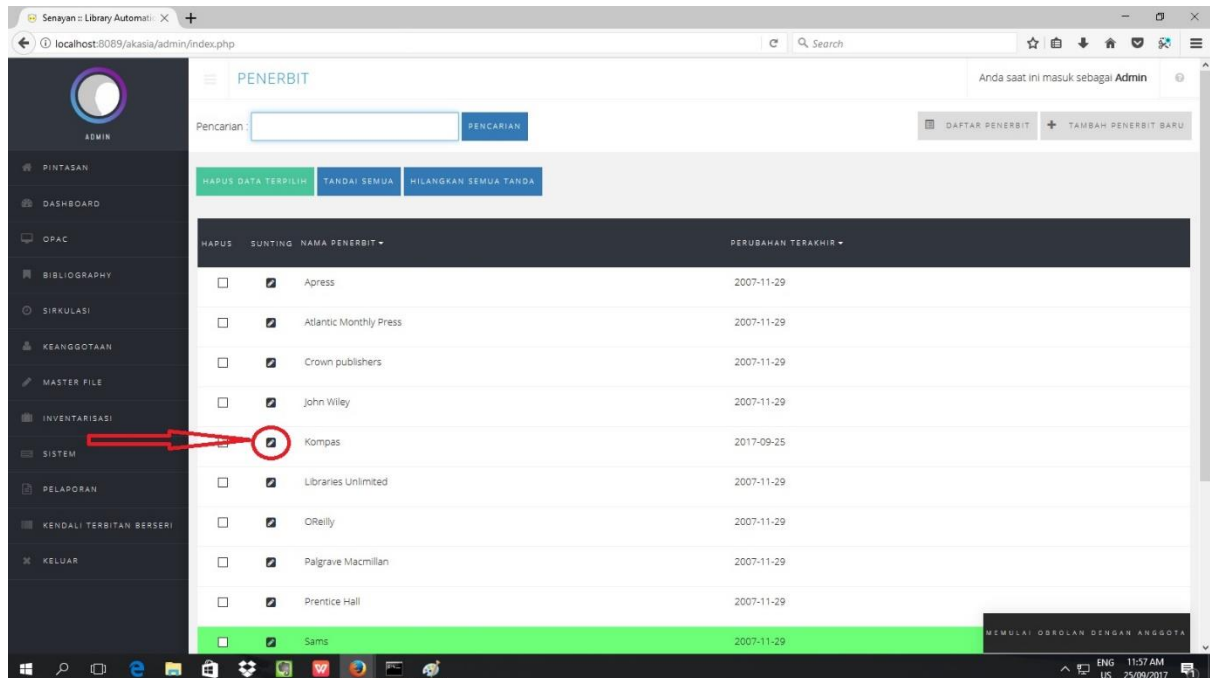 Senayan :: Library Automatic
localhost:8089/akasia/admin/index.php
Search
ADMIN
PENERBIT
Anda saat ini masuk sebagai Admin
Pencarian :
PENCARIAN
DAFTAR PENERBIT
TAMBAH PENERBIT BARU
HAPUS DATA TERPILIH
TANDAI SEMUA
HILANGKAN SEMUA TANDA
PINTASAN
DASHBOARD
OPAC
BIBLIOGRAPHY
SIRKULASI
KEANGGOTAAN
MASTER FILE
INVENTARISASI
SISTEM
PELAPORAN
KENDALI TERBITAN BERSERI
KELUAR
HAPUS SUNTING NAMA PENERBIT PERUBAHAN TERAKHIR
Apress 2007-11-29
Atlantic Monthly Press 2007-11-29
Crown publishers 2007-11-29
John Wiley 2007-11-29
Kompas 2017-09-25
Libraries Unlimited 2007-11-29
OReilly 2007-11-29
Palgrave Macmillan 2007-11-29
Prentice Hall 2007-11-29
Sams 2007-11-29
MEMULAI OBROLAN DENGAN ANGGOTA
ENG 11:57 AM
US 25/09/2017